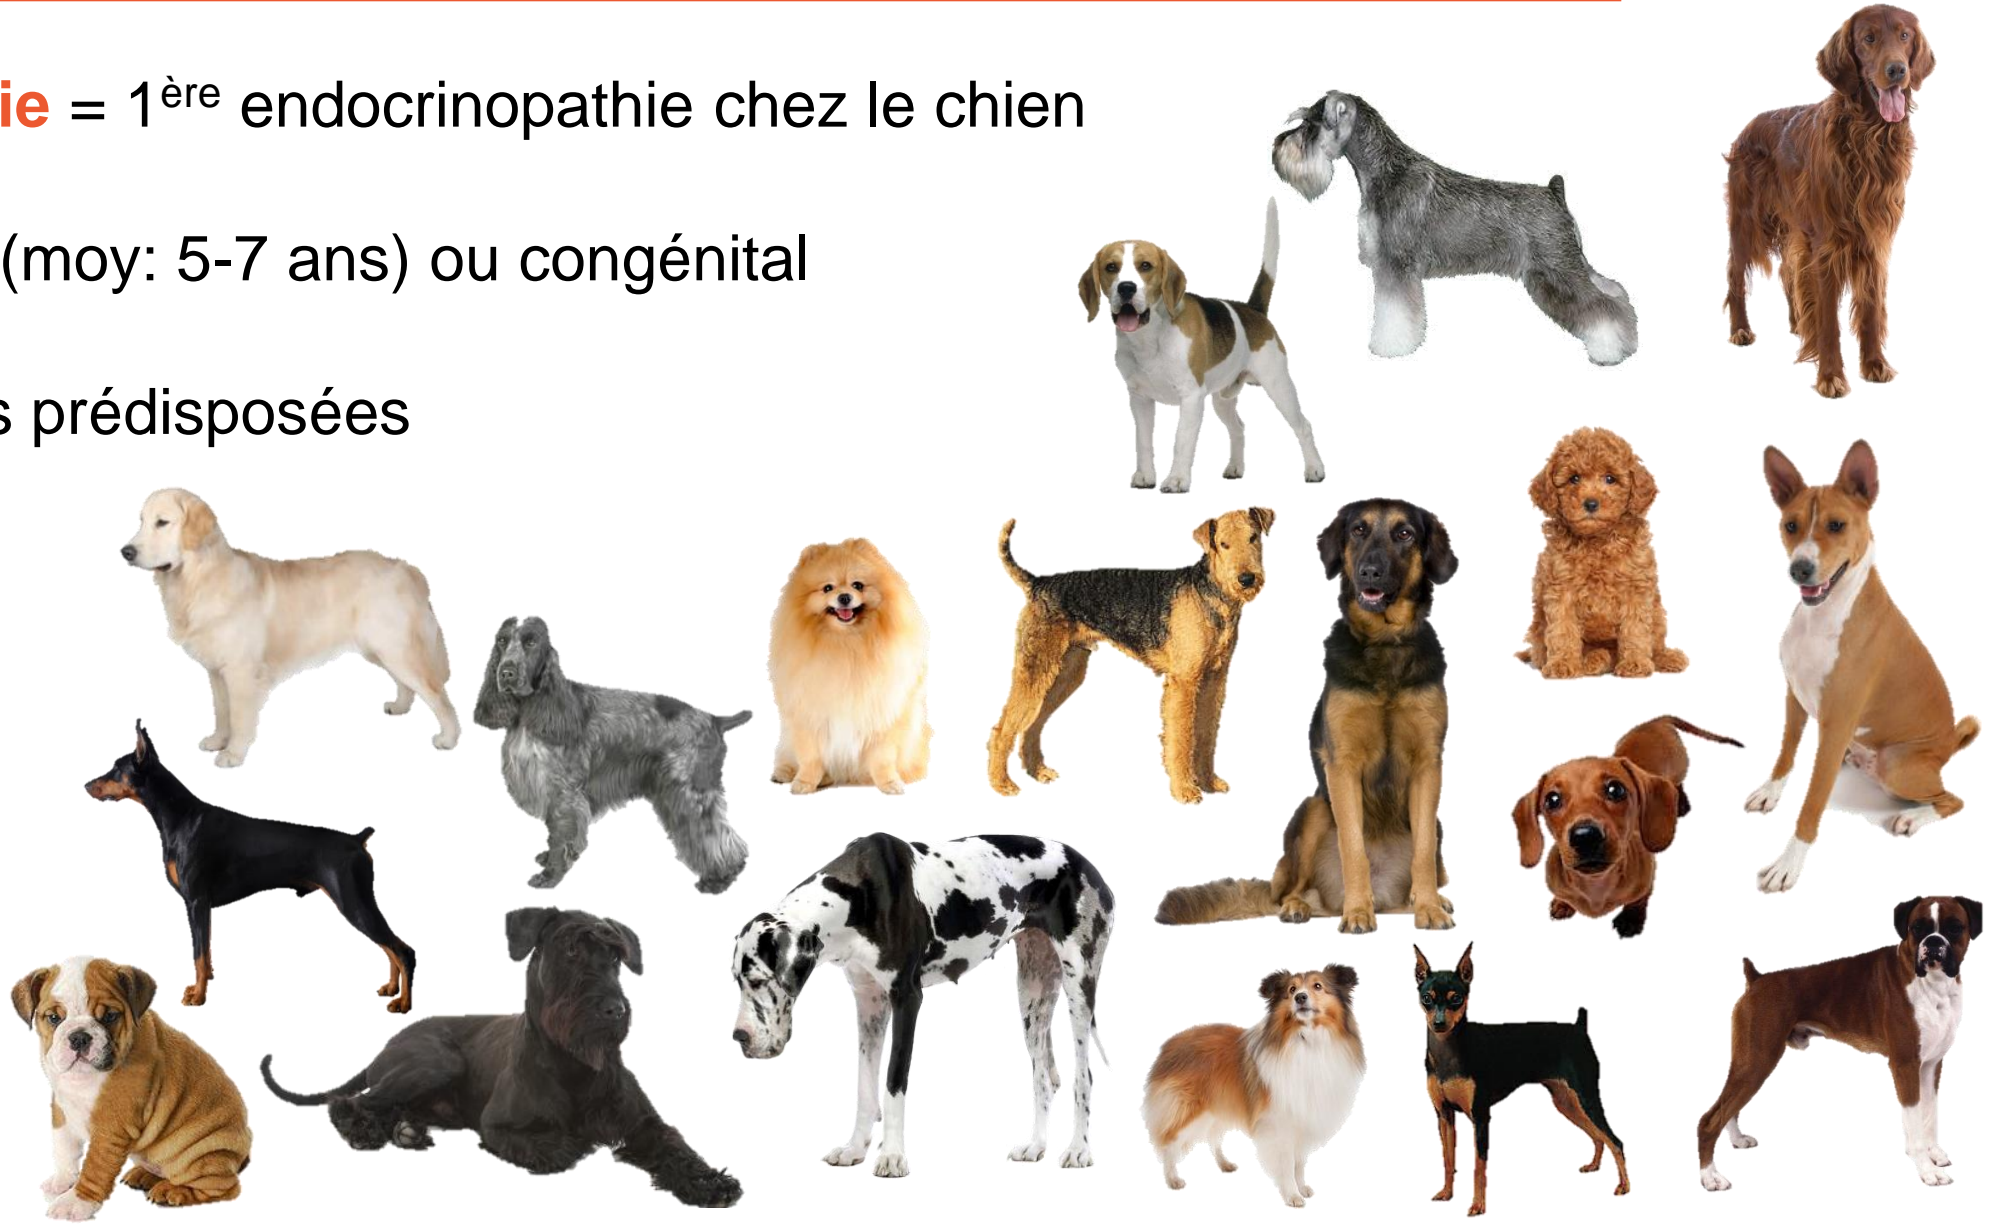 ie = 1ère endocrinopathie chez le chien
(moy: 5-7 ans) ou congénital
s prédisposées